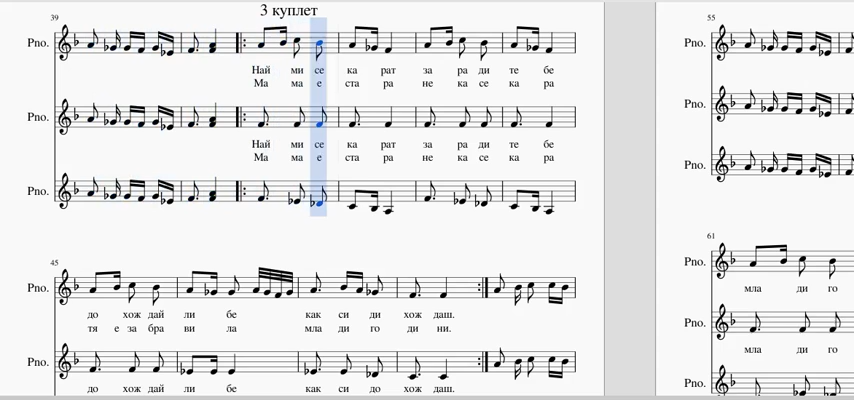 3 куплет
39
Pno.
Най ми се ка рат за ра ди те бе
Ма ма е ста ра не ка се ка ра
Pno.
Най ми се ка рат за ра ди те бе
Ма ма е ста ра не ка се ка ра
Pno.
45
Pno.
до хож дай ли бе как си ди хож даш.
тя е за бра ви ла мла ди го ди ни.
Pno.
до хож дай ли бе как си до хож даш.
55
Pno.
Pno.
Pno.
61
Pno.
мла ди го
Pno.
мла ди го
Pno.